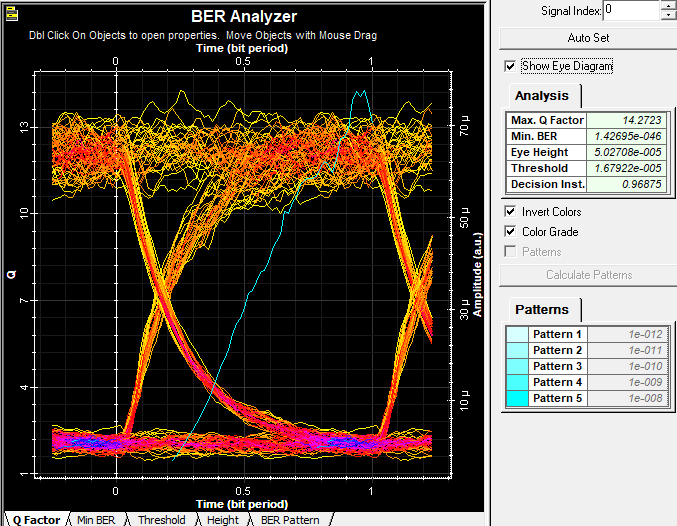 BER Analyzer
Dbl Click On Objects to open properties. Move Objects with Mouse Drag
Time (bit period)
0 0.5 1
Q
13
10
7
4
1
Amplitude (a.u.)
70 µ
50 µ
30 µ
10 µ
0 0.5 1
Time (bit period)
Q Factor Min BER Threshold Height BER Pattern
Signal Index: 0
Auto Set
Show Eye Diagram
Analysis
Max. Q Factor 14.2723
Min. BER 1.42695e-046
Eye Height 5.02708e-005
Threshold 1.67922e-005
Decision Inst. 0.96875
Invert Colors
Color Grade
Patterns
Calculate Patterns
Patterns
Pattern 1 1e-012
Pattern 2 1e-011
Pattern 3 1e-010
Pattern 4 1e-009
Pattern 5 1e-008